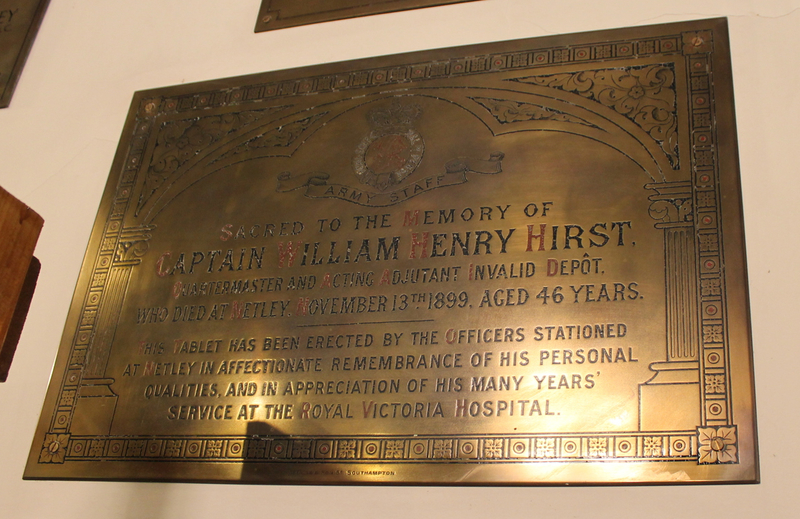 ARMY STAFF
SACRED TO THE MEMORY OF
CAPTAIN WILLIAM HENRY HIRST,
QUARTERMASTER AND ACTING ADJUTANT INVALID DEPÔT,
WHO DIED AT NETLEY, NOVEMBER 13TH 1899, AGED 46 YEARS.
THIS TABLET HAS BEEN ERECTED BY THE OFFICERS STATIONED
AT NETLEY IN AFFECTIONATE REMEMBRANCE OF HIS PERSONAL
QUALITIES, AND IN APPRECIATION OF HIS MANY YEARS'
SERVICE AT THE ROYAL VICTORIA HOSPITAL.
SOUTHAMPTON